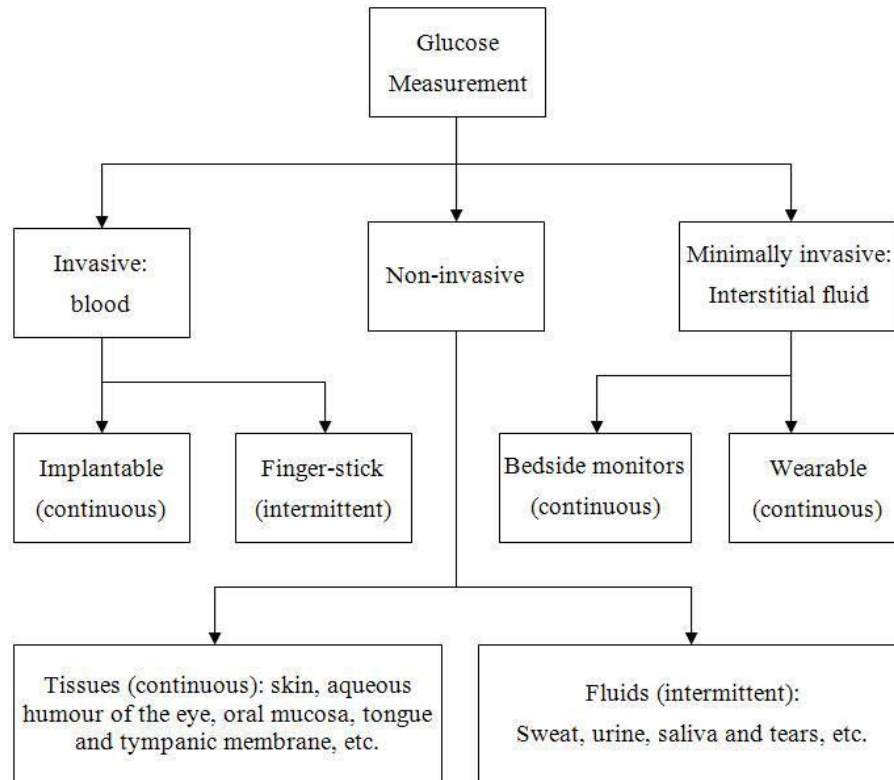 Glucose
Measurement
Invasive:
blood
Non-invasive
Minimally invasive:
Interstitial fluid
Implantable
(continuous)
Finger-stick
(intermittent)
Bedside monitors
(continuous)
Wearable
(continuous)
Tissues (continuous): skin, aqueous
humour of the eye, oral mucosa, tongue
and tympanic membrane, etc.
Fluids (intermittent):
Sweat, urine, saliva and tears, etc.